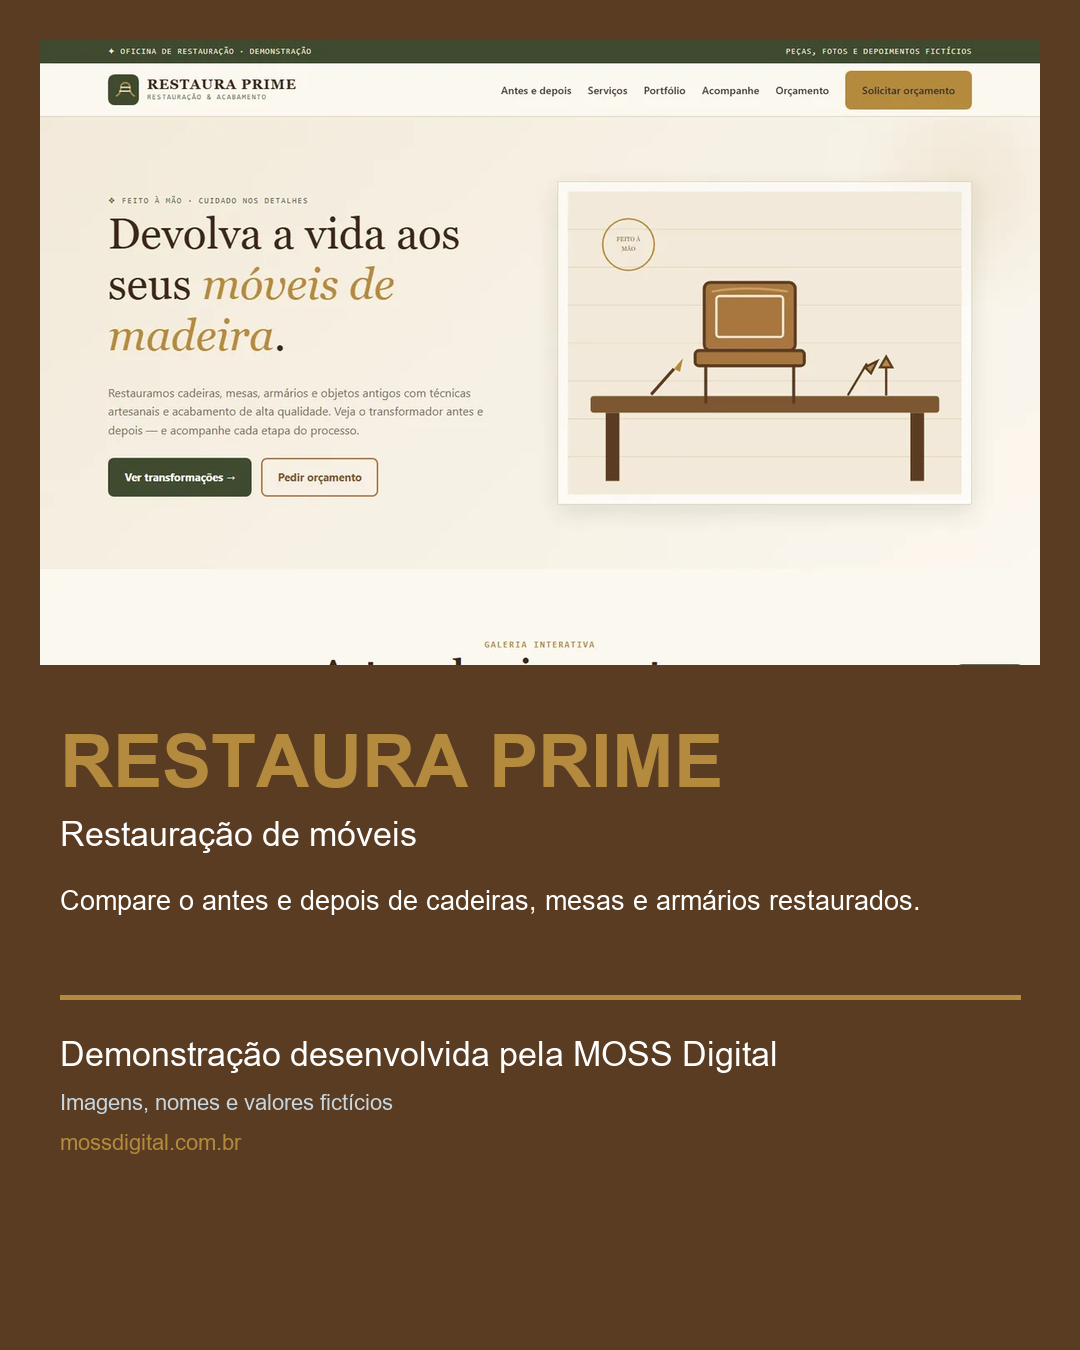 ✦ OFICINA DE RESTAURAÇÃO · DEMONSTRAÇÃO
PEÇAS, FOTOS E DEPOIMENTOS FICTÍCIOS
RESTAURA PRIME
RESTAURAÇÃO & ACABAMENTO
Antes e depois
Serviços
Portfólio
Acompanhe
Orçamento
Solicitar orçamento
❖ FEITO À MÃO · CUIDADO NOS DETALHES
Devolva a vida aos
seus móveis de
madeira.
Restauramos cadeiras, mesas, armários e objetos antigos com técnicas
artesanais e acabamento de alta qualidade. Veja o transformador antes e
depois — e acompanhe cada etapa do processo.
Ver transformações →
Pedir orçamento
FEITO À
MÃO
GALERIA INTERATIVA
RESTAURA PRIME
Restauração de móveis
Compare o antes e depois de cadeiras, mesas e armários restaurados.
Demonstração desenvolvida pela MOSS Digital
Imagens, nomes e valores fictícios
mossdigital.com.br